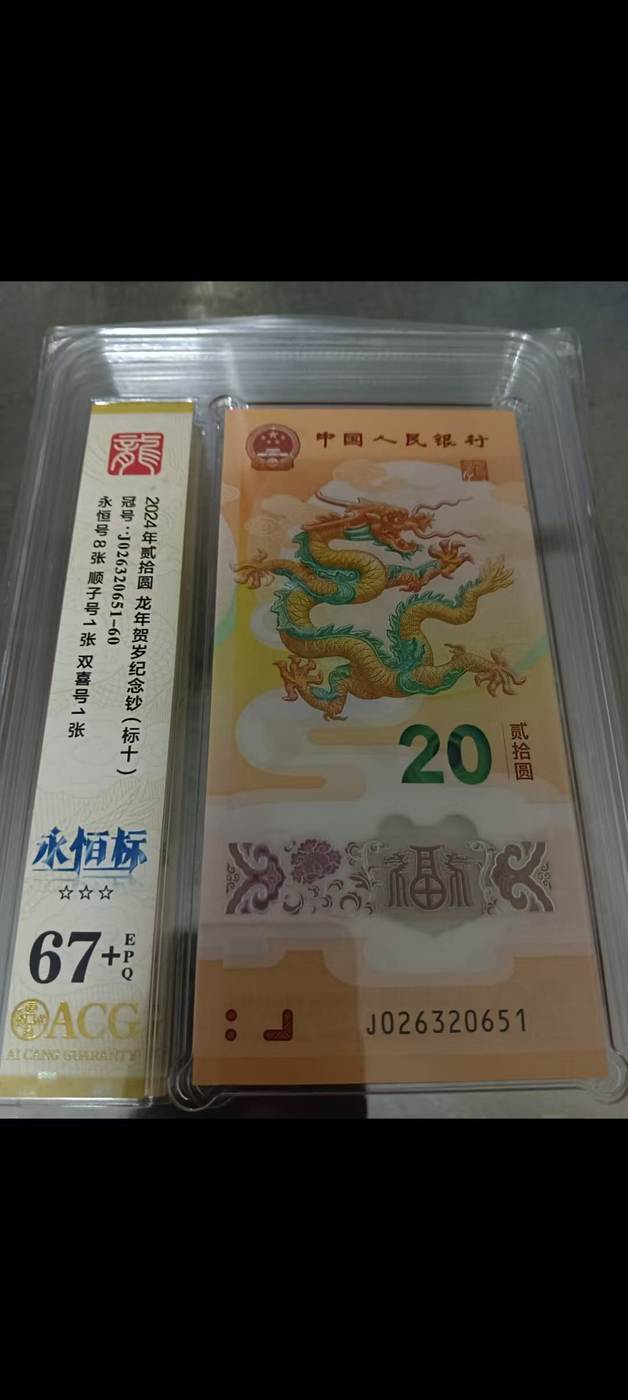 龍
2024年贰拾圆 龙年贺岁纪念钞(标十)
冠号:J026320651-60
永恒号8张 顺子号1张 双喜号1张
永恒标
☆☆☆
67+EPQ
ACG
AI CANG GUARANTY
中国人民银行
20
贰拾圆
福
J026320651